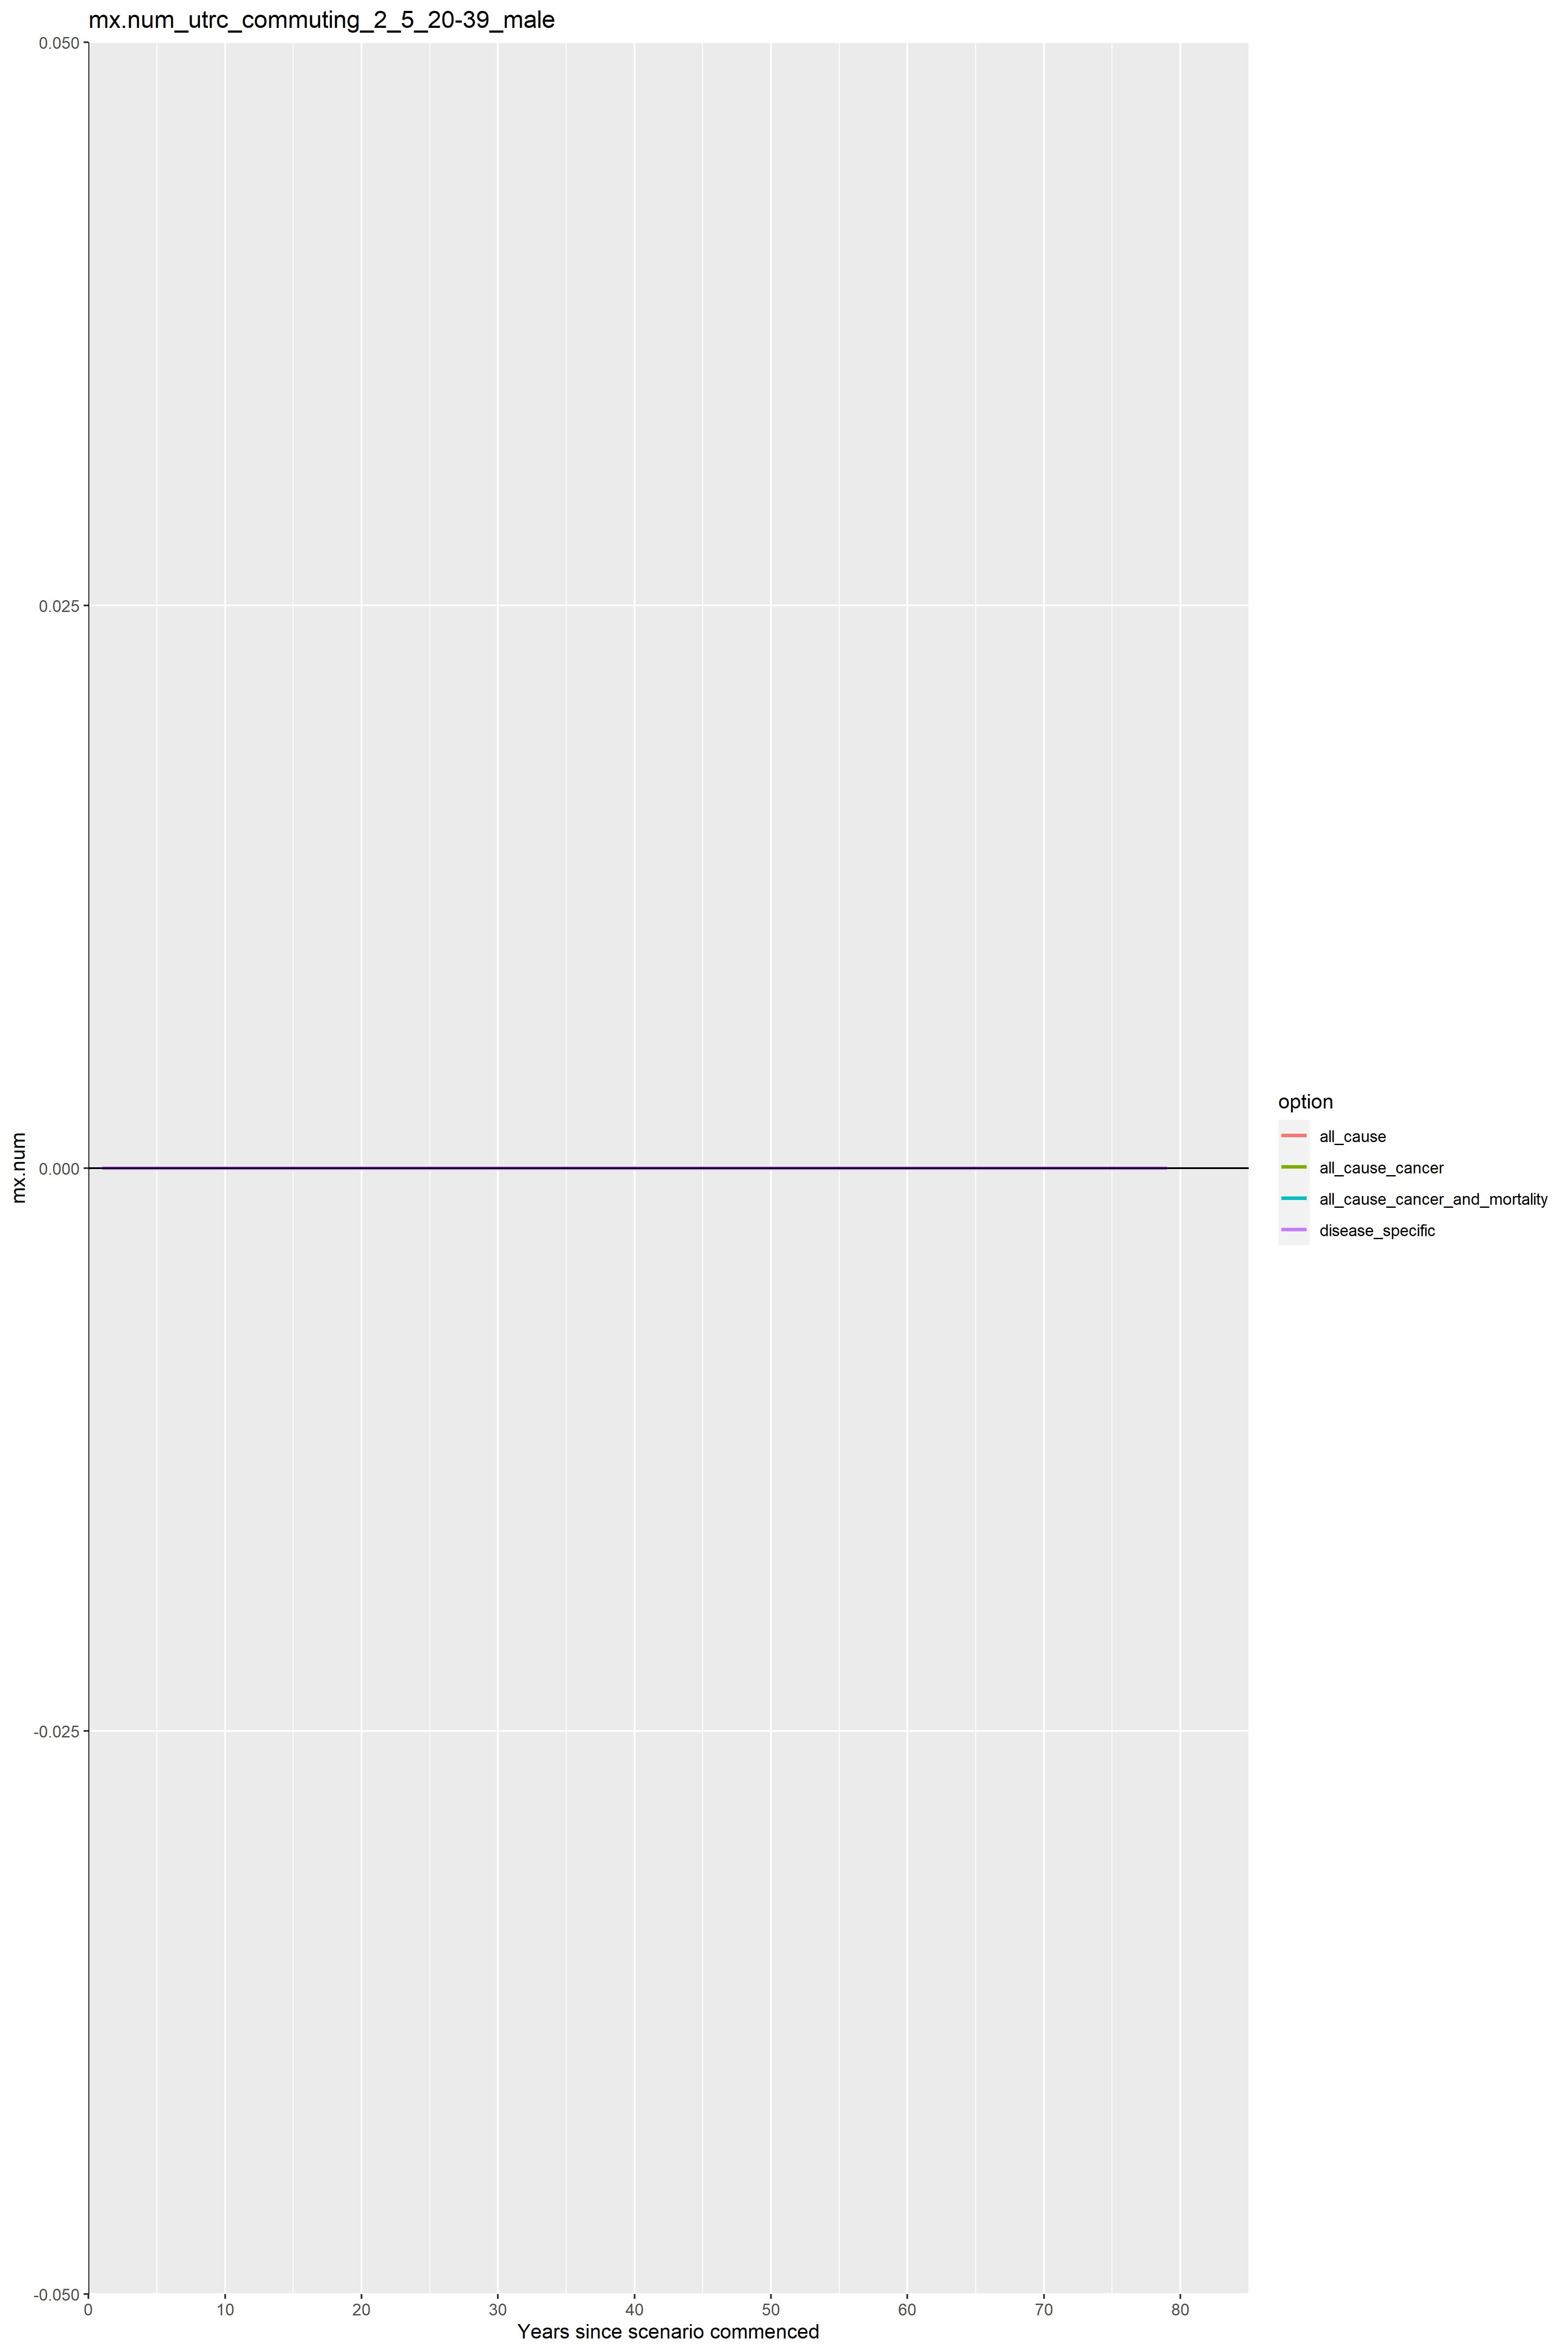 mx.num_utrc_commuting_2_5_20-39_male
0.050
0.025
0.000
-0.025
-0.050
mx.num
0 10 20 30 40 50 60 70 80
Years since scenario commenced
option
all_cause
all_cause_cancer
all_cause_cancer_and_mortality
disease_specific